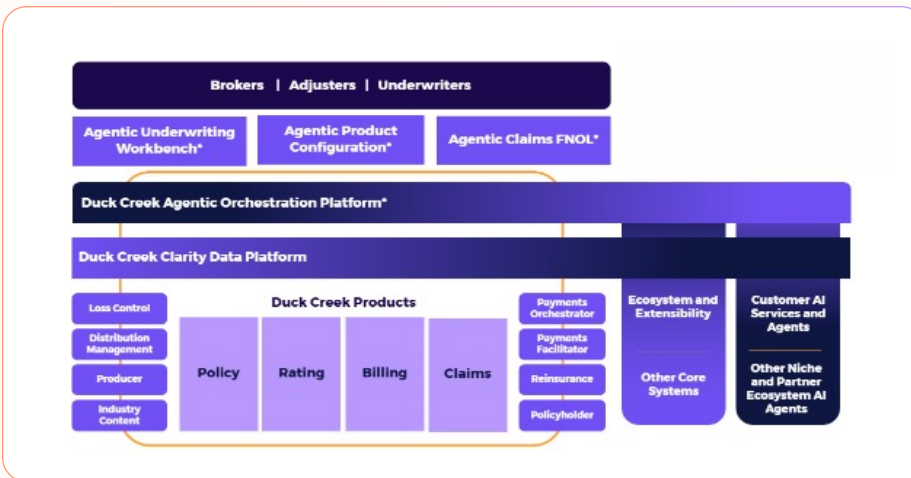 Brokers | Adjusters | Underwriters
Agentic Underwriting
Workbench*
Agentic Product
Configuration*
Agentic Claims FNOL*
Duck Creek Agentic Orchestration Platform*
Duck Creek Clarity Data Platform
Loss Control
Distribution
Management
Producer
Industry
Content
Duck Creek Products
Policy
Rating
Billing
Claims
Payments
Orchestrator
Payments
Facilitator
Reinsurance
Policyholder
Ecosystem and
Extensibility
Other Core
Systems
Customer AI
Services and
Agents
Other Niche
and Partner
Ecosystem AI
Agents